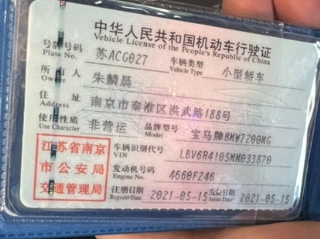 中华人民共和国机动车行驶证
Vehicle License of the People's Republic of China
号牌号码 Plate No. 苏ACG027 车辆类型 Vehicle Type 小型轿车
所有人 Owner 朱麟晨
住址 Address 南京市秦淮区洪武路188号
使用性质 Use Character 非营运 品牌型号 Model 宝马牌BMW7200MG
江苏省南京市公安局交通管理局
车辆识别代号 VIN LBV6R4105MM033870
发动机号码 Engine No. 4660F246
注册日期 Register Date 2021-05-15 发证日期 2021-05-15